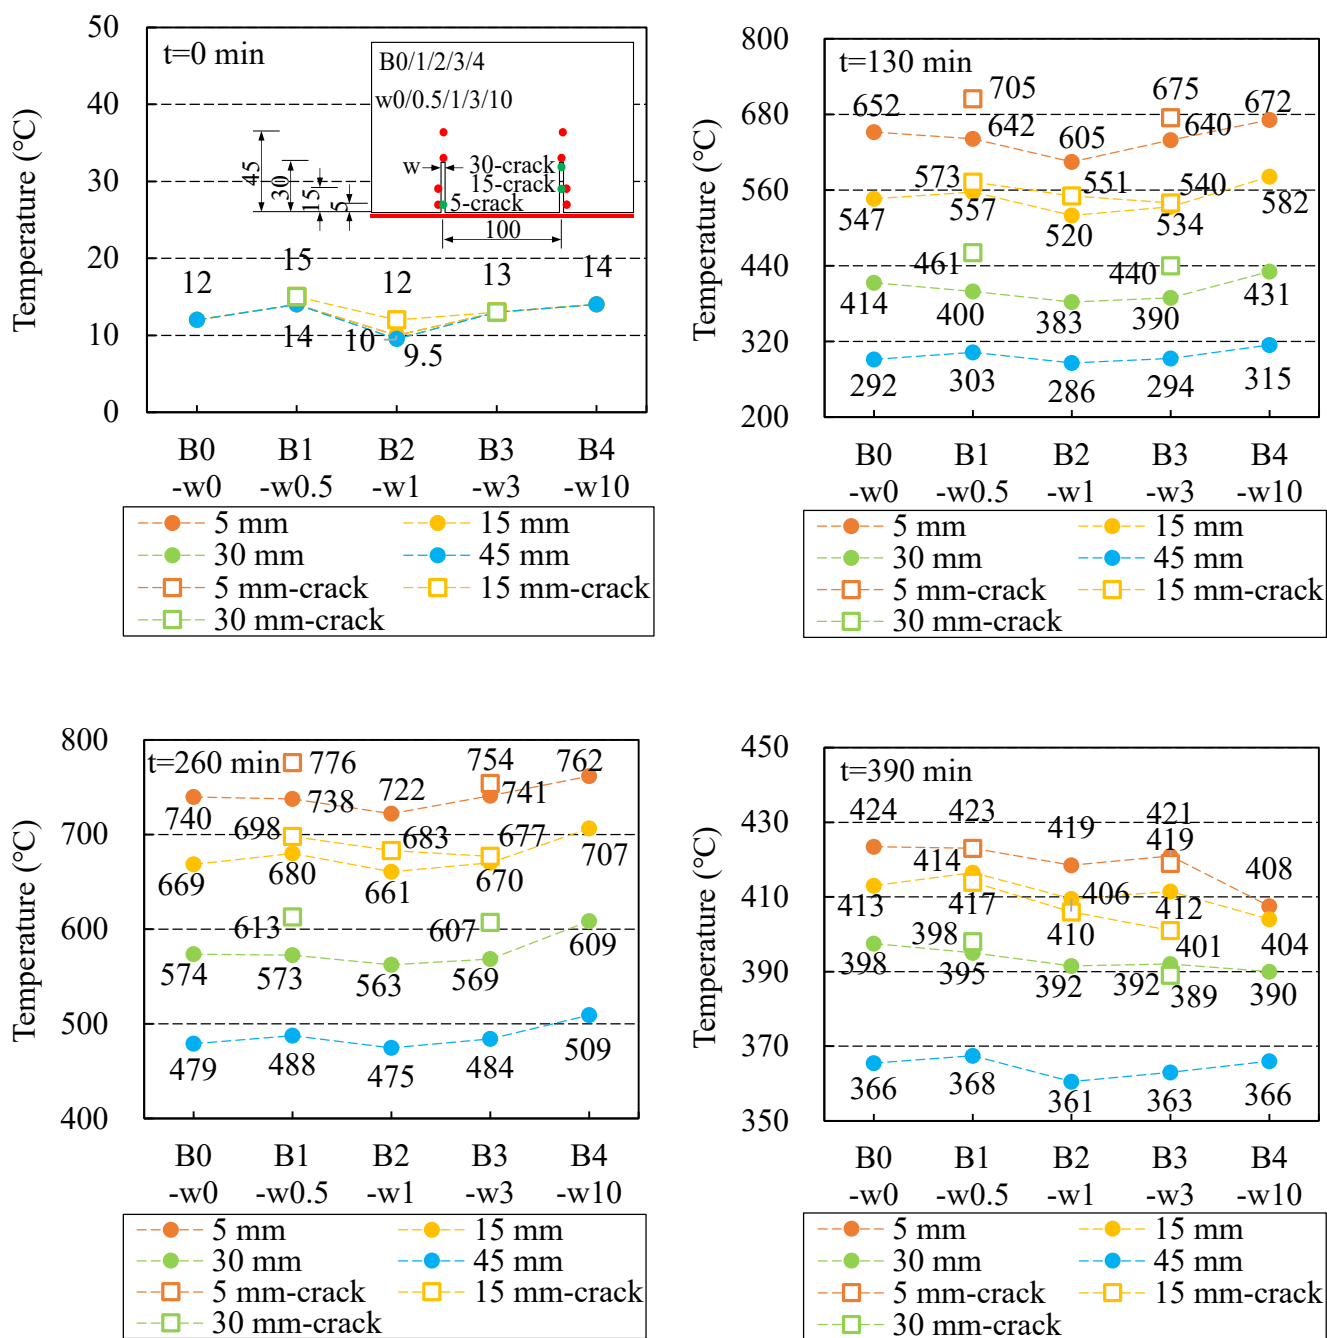 t=0 min
Temperature (°C)
50
40
30
20
10
0
B0/1/2/3/4
w0/0.5/1/3/10
45
30
15
5
w
30-crack
15-crack
5-crack
100
12
15
14
12
10
9.5
13
14
B0 B1 B2 B3 B4
-w0 -w0.5 -w1 -w3 -w10
5 mm 15 mm
30 mm 45 mm
5 mm-crack 15 mm-crack
30 mm-crack
t=130 min
Temperature (°C)
800
680
560
440
320
200
652 705 642 605 675 640 672
547 573 557 551 520 540 534 582
414 461 400 383 440 390 431
292 303 286 294 315
B0 B1 B2 B3 B4
-w0 -w0.5 -w1 -w3 -w10
5 mm 15 mm
30 mm 45 mm
5 mm-crack 15 mm-crack
30 mm-crack
t=260 min
Temperature (°C)
800
700
600
500
400
740 776 738 722 754 741 762
669 698 680 683 661 677 670 707
574 613 573 563 607 569 609
479 488 475 484 509
B0 B1 B2 B3 B4
-w0 -w0.5 -w1 -w3 -w10
5 mm 15 mm
30 mm 45 mm
5 mm-crack 15 mm-crack
30 mm-crack
t=390 min
Temperature (°C)
450
430
410
390
370
350
424 423 419 421 419 408
413 414 417 406 410 412 401 404
398 398 395 392 392 389 390
366 368 361 363 366
B0 B1 B2 B3 B4
-w0 -w0.5 -w1 -w3 -w10
5 mm 15 mm
30 mm 45 mm
5 mm-crack 15 mm-crack
30 mm-crack